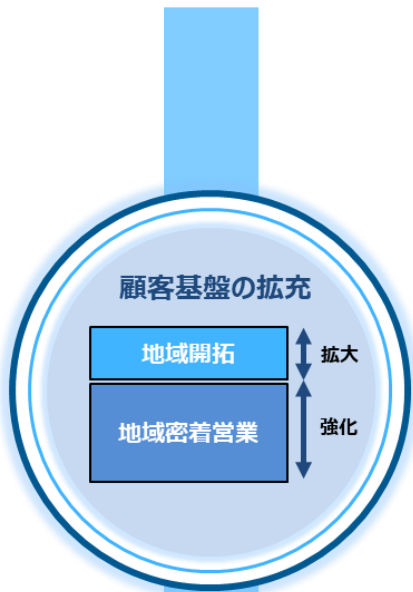 顧客基盤の拡充
地域開拓
拡大
地域密着営業
強化